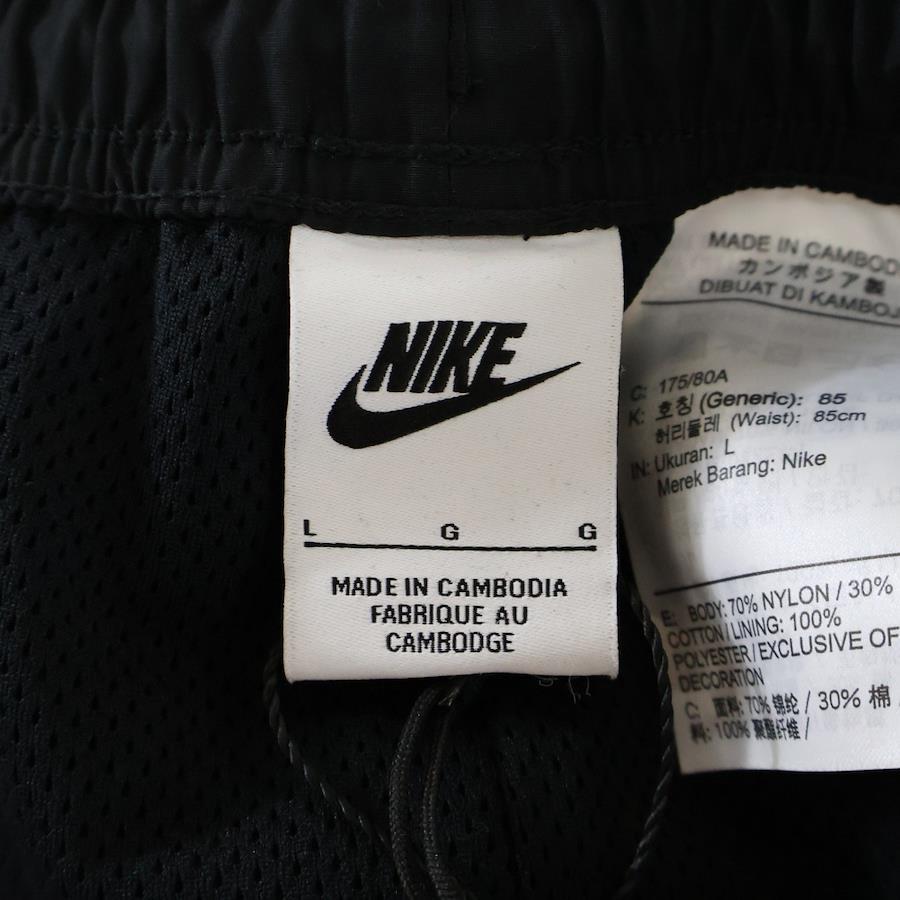 NIKE
L G G
MADE IN CAMBODIA
FABRIQUE AU
CAMBODGE
MADE IN CAMBOD
カンボジア製
DIBUAT DI KAMBOJ
C: 175/80A
K: 호칭 (Generic): 85
허리둘레 (Waist): 85cm
IN: Ukuran: L
Merek Barang: Nike
E: BODY: 70% NYLON / 30%
COTTON / LINING: 100%
POLYESTER / EXCLUSIVE OF
DECORATION
C: 面料: 70% 锦纶 / 30% 棉 /
料: 100% 聚酯纤维 /